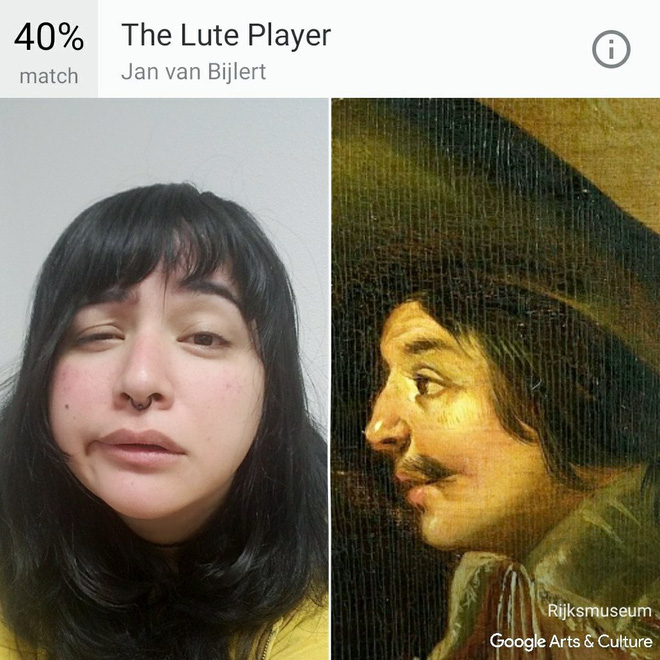 40%
match
The Lute Player
Jan van Bijlert
Rijksmuseum
Google Arts & Culture